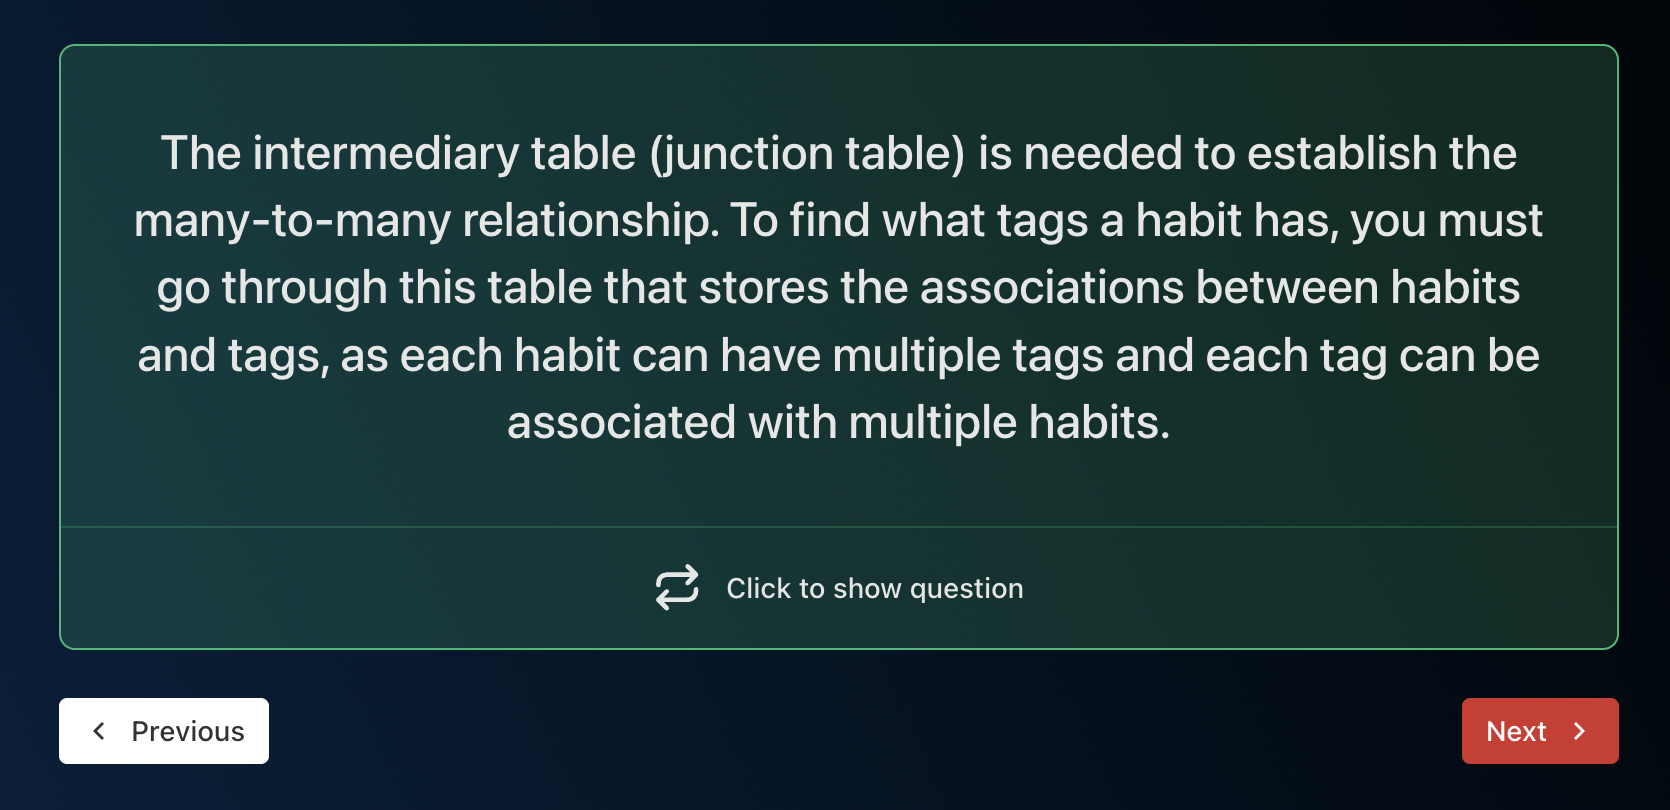 The intermediary table (junction table) is needed to establish the
many-to-many relationship. To find what tags a habit has, you must
go through this table that stores the associations between habits
and tags, as each habit can have multiple tags and each tag can be
associated with multiple habits.
Click to show question
Previous
Next